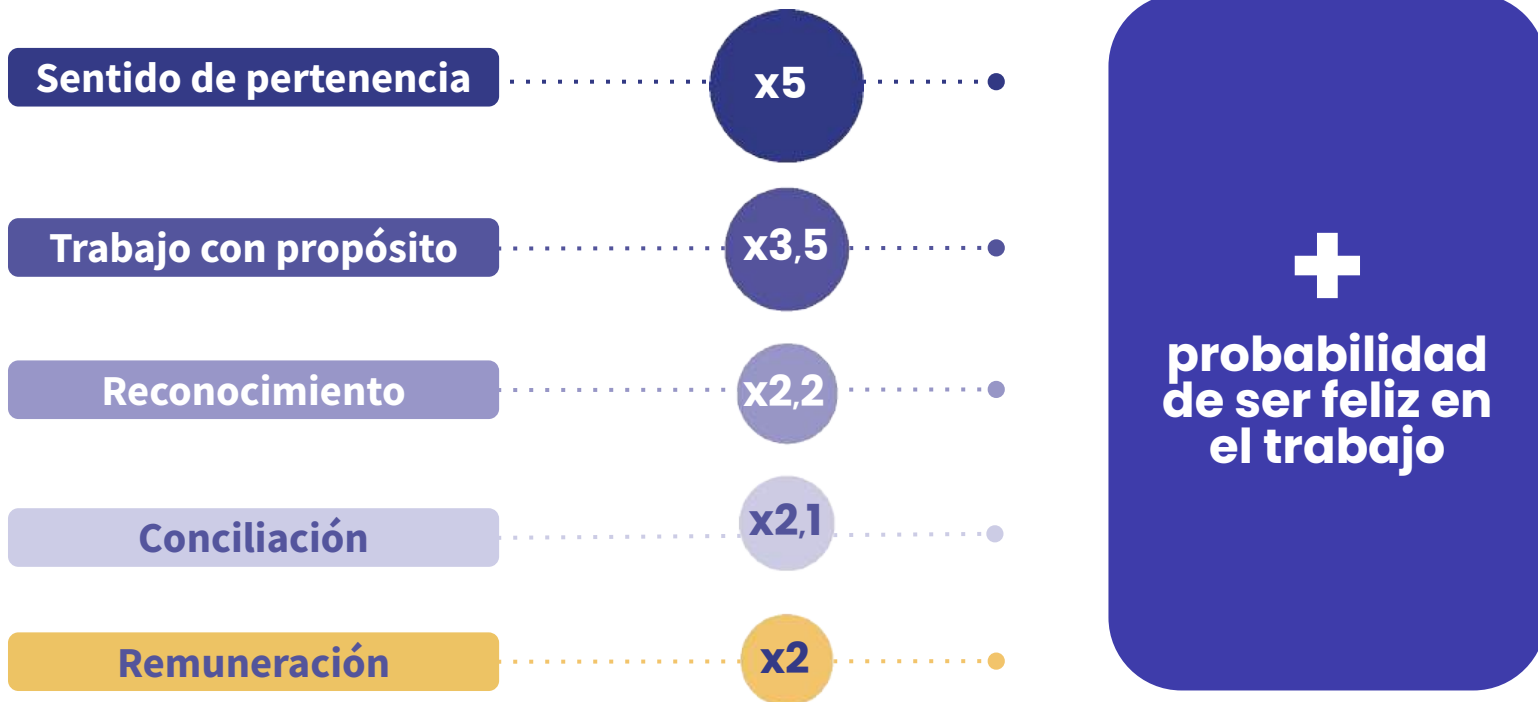 Sentido de pertenencia
x5
Trabajo con propósito
x3,5
Reconocimiento
x2,2
Conciliación
x2,1
Remuneración
x2
+
probabilidad
de ser feliz en
el trabajo